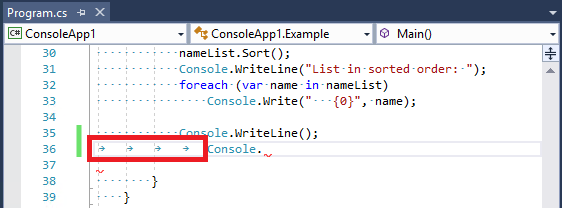 Program.cs
ConsoleApp1 ConsoleApp1.Example Main()
30 nameList.Sort();
31 Console.WriteLine("List in sorted order: ");
32 foreach (var name in nameList)
33 Console.Write("   {0}", name);
34
35 Console.WriteLine();
36 Console.
37
38 }
39 }